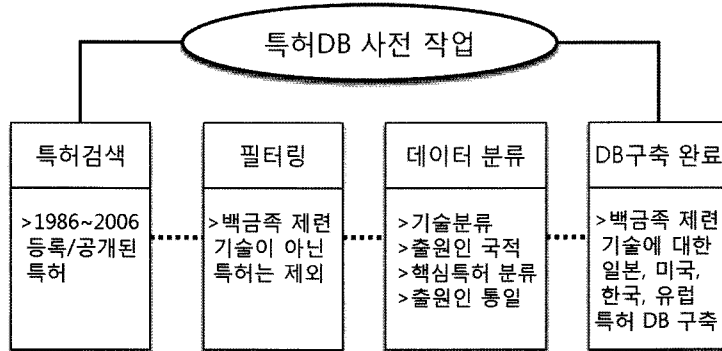 특허DB 사전 작업
특허검색
>1986~2006
등록/공개된
특허
필터링
>백금족 제련
기술이 아닌
특허는 제외
데이터 분류
>기술분류
>출원인 국적
>핵심특허 분류
>출원인 통일
DB구축 완료
>백금족 제련
기술에 대한
일본, 미국,
한국, 유럽
특허 DB 구축